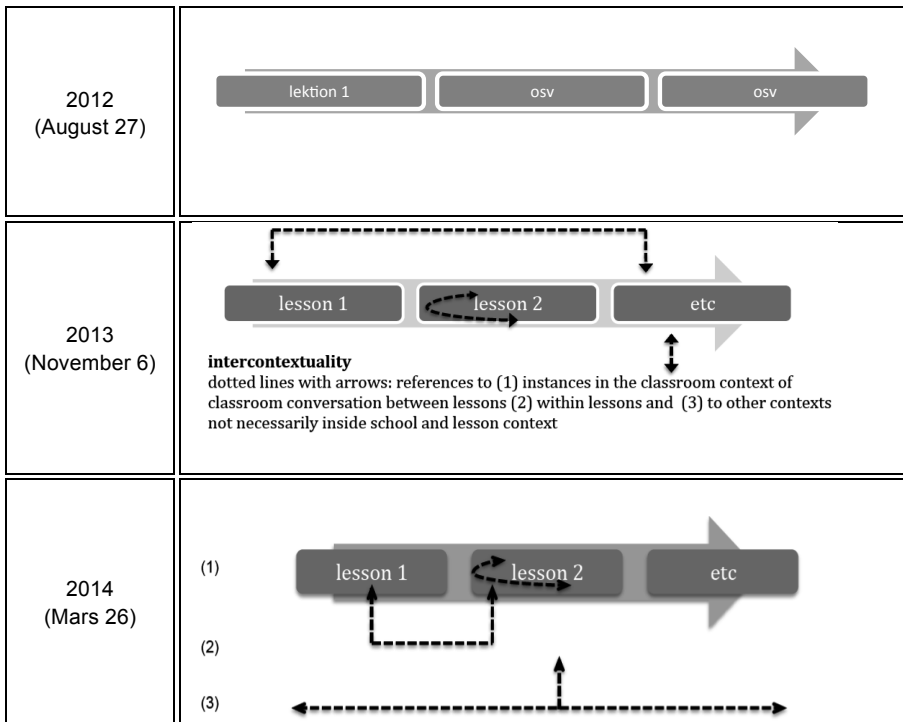 2012
(August 27)
lektion 1
osv
osv
2013
(November 6)
lesson 1
lesson 2
etc
intercontextuality
dotted lines with arrows: references to (1) instances in the classroom context of
classroom conversation between lessons (2) within lessons and (3) to other contexts
not necessarily inside school and lesson context
2014
(Mars 26)
(1)
lesson 1
lesson 2
etc
(2)
(3)